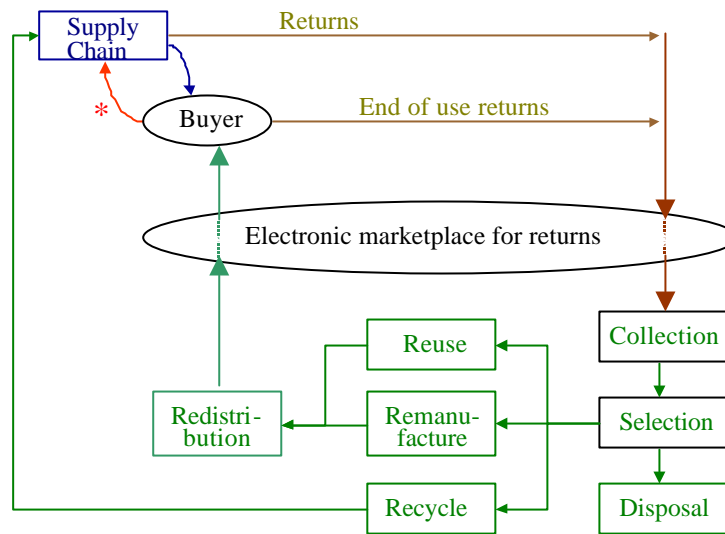 Supply
Chain
Returns
*
Buyer
End of use returns
Electronic marketplace for returns
Collection
Reuse
Redistri-
bution
Remanu-
facture
Selection
Recycle
Disposal